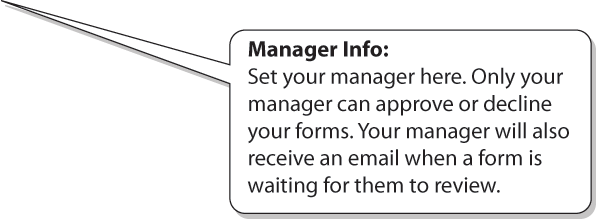 Manager Info:
Set your manager here. Only your
manager can approve or decline
your forms. Your manager will also
receive an email when a form is
waiting for them to review.